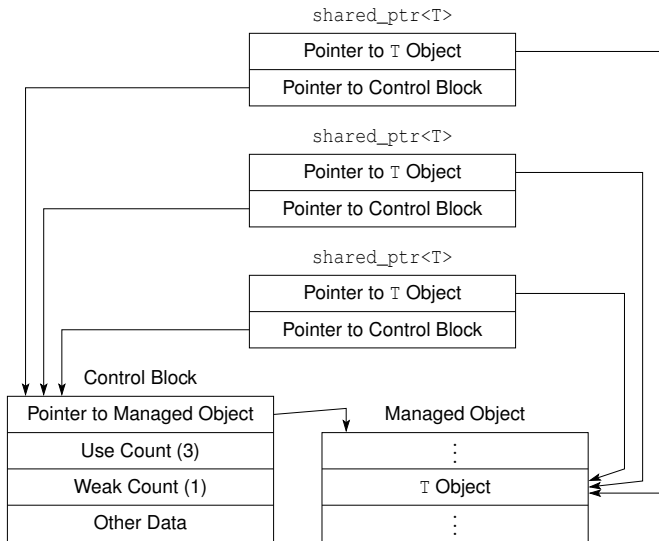 shared_ptr<T>
Pointer to T Object
Pointer to Control Block
shared_ptr<T>
Pointer to T Object
Pointer to Control Block
shared_ptr<T>
Pointer to T Object
Pointer to Control Block
Control Block
Pointer to Managed Object
Use Count (3)
Weak Count (1)
Other Data
Managed Object
⋮
T Object
⋮